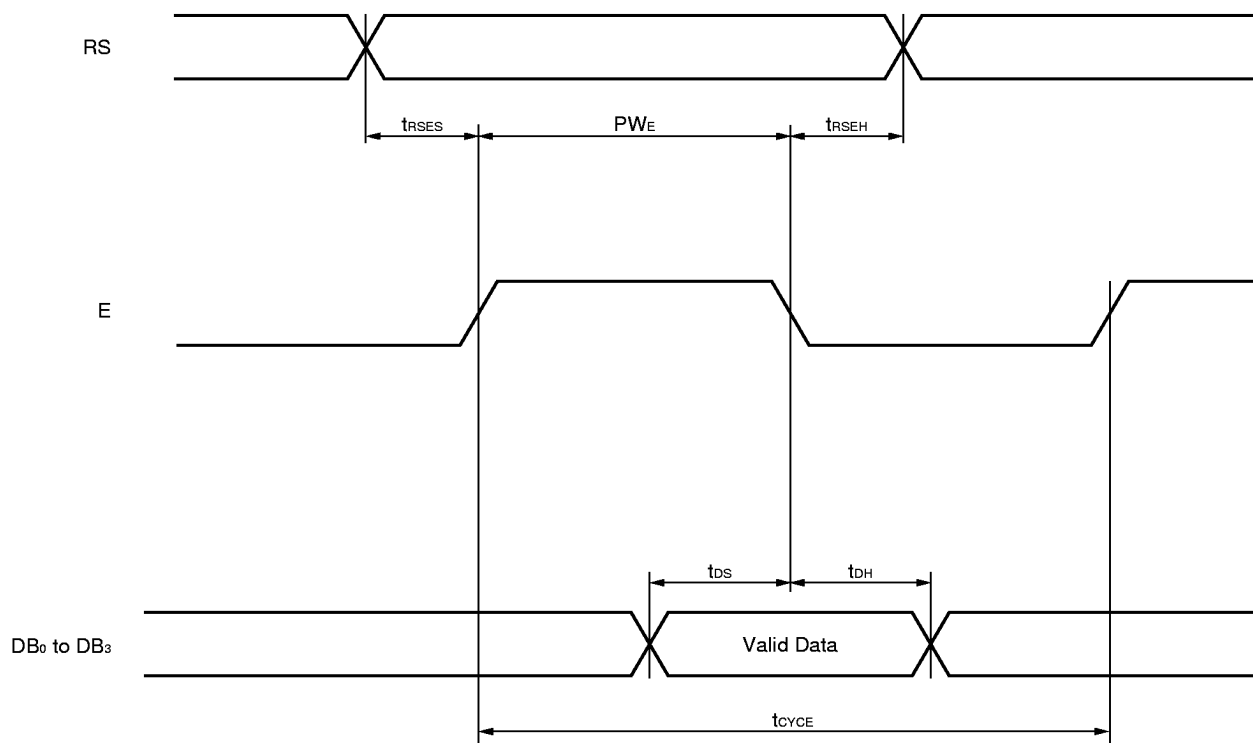 RS
tRSES
PWE
tRSEH
E
tDS
tDH
DB0 to DB3
Valid Data
tCYCE